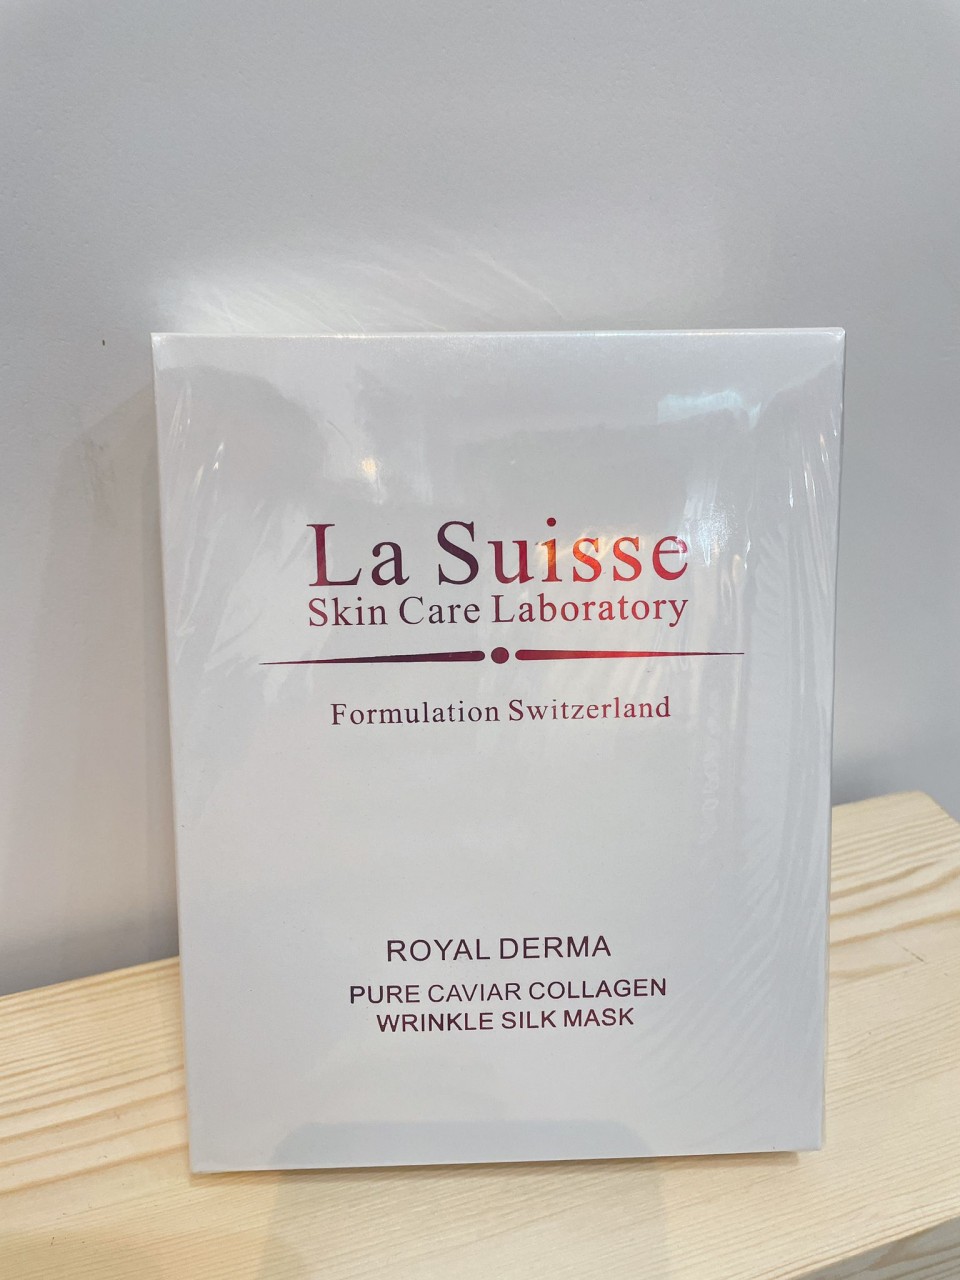 La Suisse
Skin Care Laboratory
Formulation Switzerland
ROYAL DERMA
PURE CAVIAR COLLAGEN
WRINKLE SILK MASK